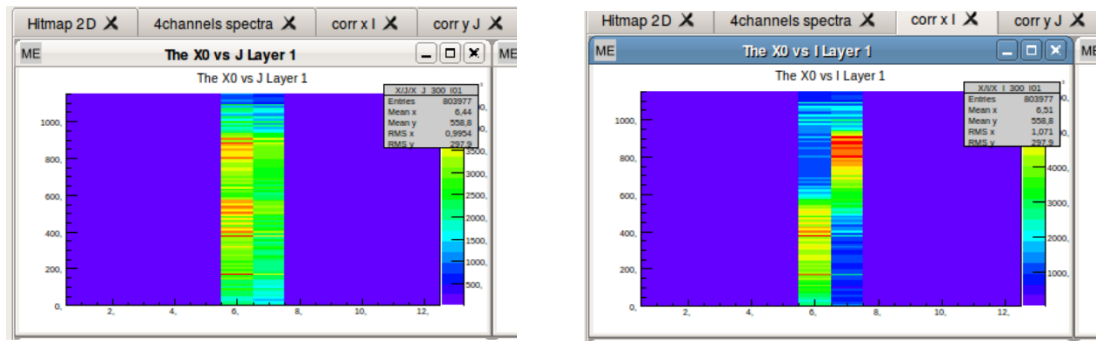 Hitmap 2D
4channels spectra
corr x I
corr y J
ME
The X0 vs J Layer 1
ME
The X0 vs J Layer 1
X/J/X_J_300_l01
Entries 803977
Mean x 6,44
Mean y 558,8
RMS x 0,9954
RMS y 297,9
1000,
800,
600,
400,
200,
0,
2,
4,
6,
8,
10,
12,
3500,
3000,
2500,
2000,
1500,
1000,
500,
Hitmap 2D
4channels spectra
corr x I
corr y J
ME
The X0 vs I Layer 1
ME
The X0 vs I Layer 1
X/I/X_I_300_l01
Entries 803977
Mean x 6,51
Mean y 558,8
RMS x 1,071
RMS y 297,9
1000,
800,
600,
400,
200,
0,
2,
4,
6,
8,
10,
12,
4000,
3000,
2000,
1000,